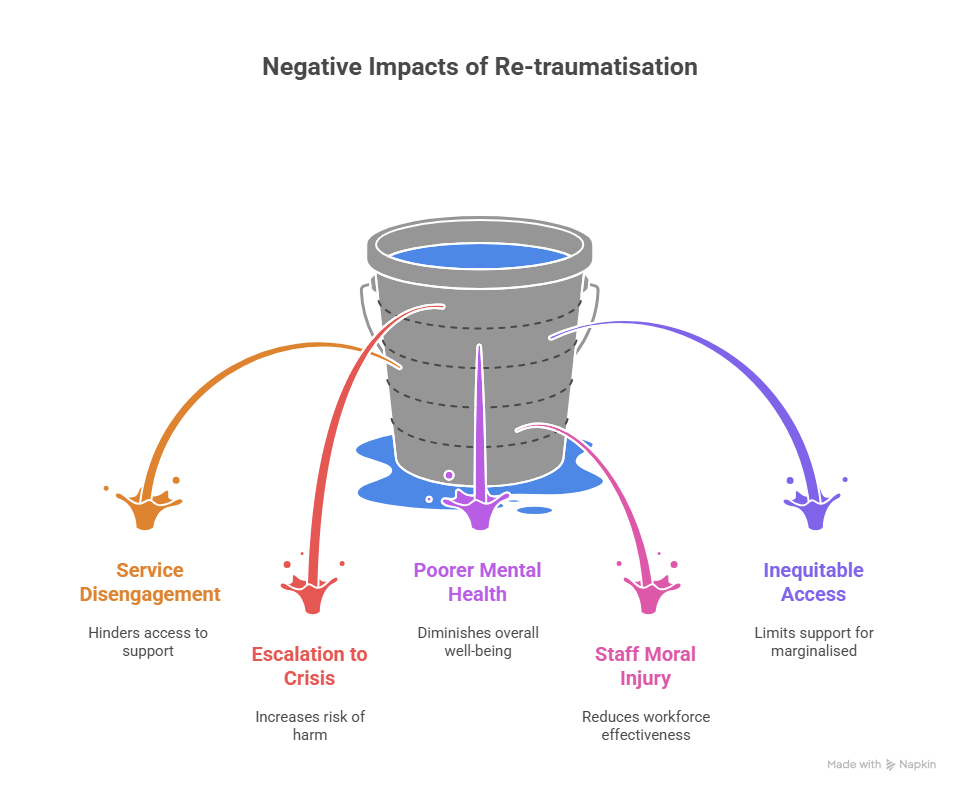 Negative Impacts of Re-traumatisation
Service
Disengagement
Hinders access to
support
Escalation to
Crisis
Increases risk of
harm
Poorer Mental
Health
Diminishes overall
well-being
Staff Moral
Injury
Reduces workforce
effectiveness
Inequitable
Access
Limits support for
marginalised
Made with Napkin